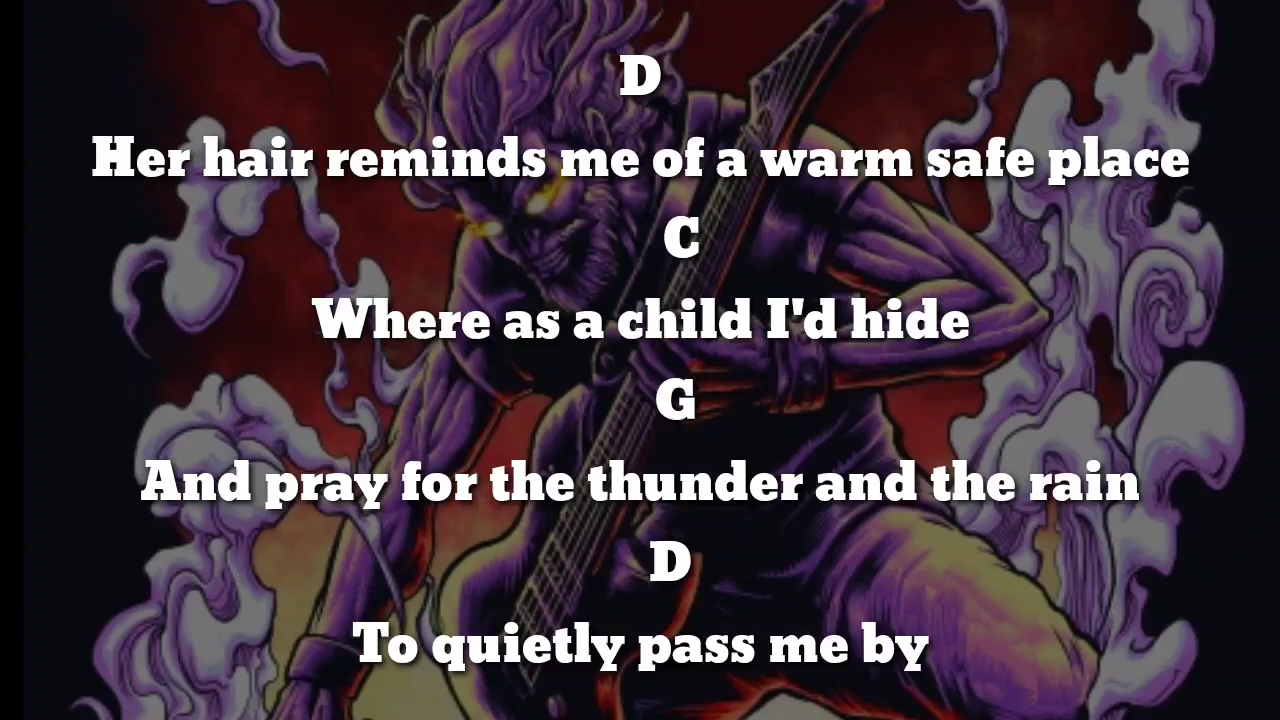 D
Her hair reminds me of a warm safe place
C
Where as a child I'd hide
G
And pray for the thunder and the rain
D
To quietly pass me by